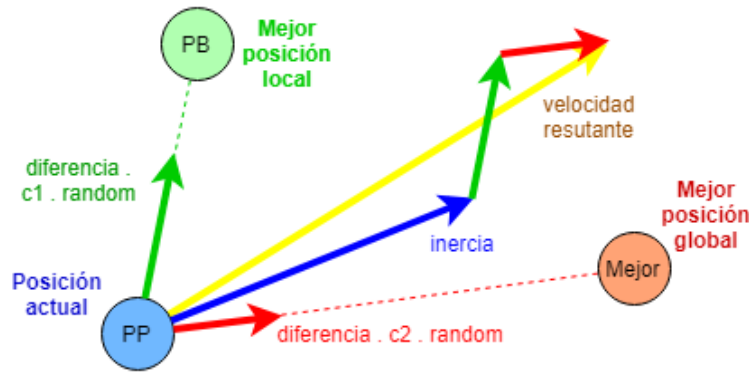 PB
Mejor
posición
local
velocidad
resutante
diferencia .
c1 . random
Mejor
posición
global
inercia
Mejor
Posición
actual
PP
diferencia . c2 . random